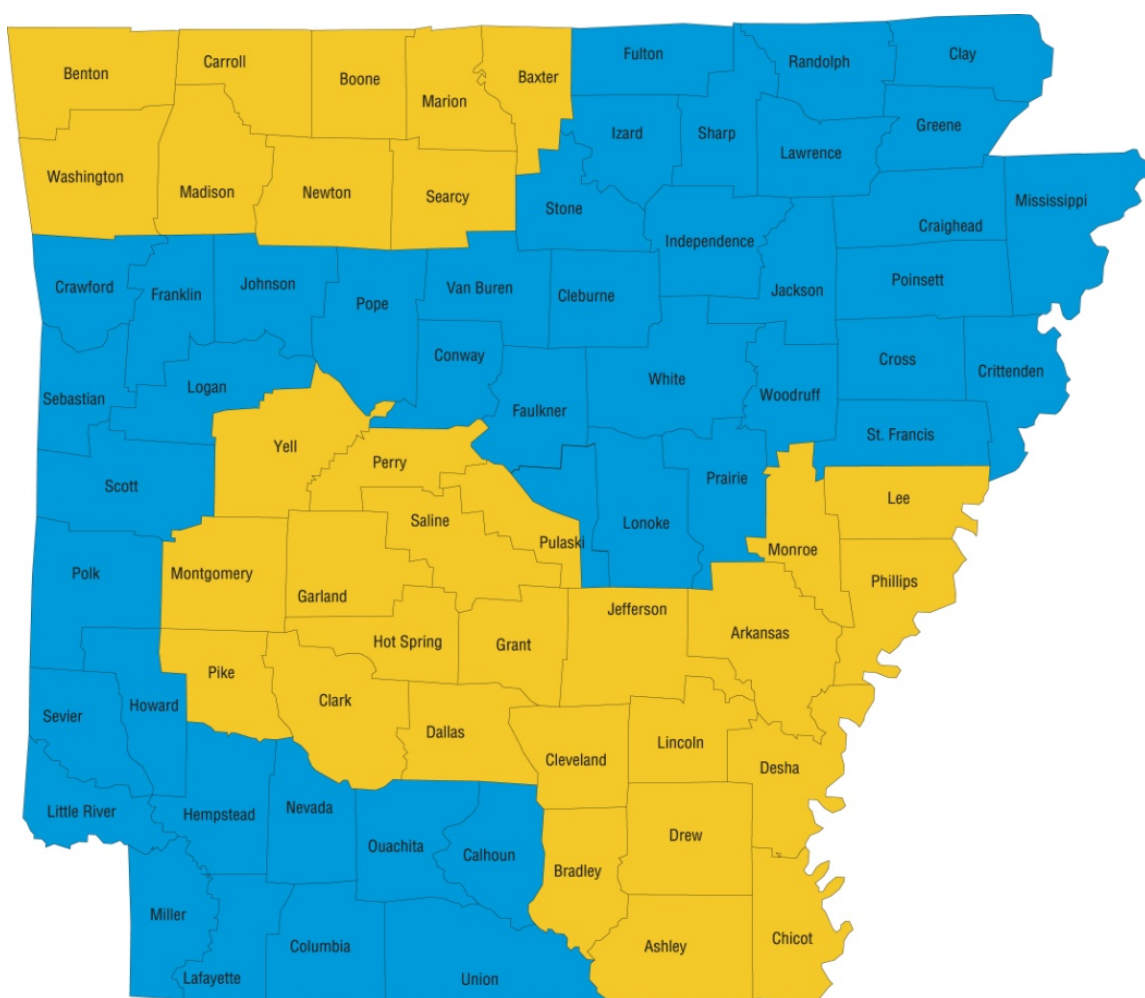 Fulton
Randolph
Clay
Benton
Carroll
Boone
Marion
Baxter
Izard
Sharp
Greene
Lawrence
Washington
Madison
Newton
Searcy
Stone
Mississippi
Independence
Craighead
Crawford
Franklin
Johnson
Pope
Van Buren
Cleburne
Jackson
Poinsett
Conway
Cross
Crittenden
Sebastian
Logan
White
Woodruff
Faulkner
St. Francis
Yell
Perry
Scott
Prairie
Lee
Saline
Lonoke
Pulaski
Monroe
Polk
Montgomery
Garland
Phillips
Jefferson
Arkansas
Hot Spring
Grant
Pike
Clark
Howard
Sevier
Dallas
Lincoln
Cleveland
Desha
Little River
Hempstead
Nevada
Ouachita
Calhoun
Drew
Bradley
Miller
Columbia
Ashley
Chicot
Lafayette
Union